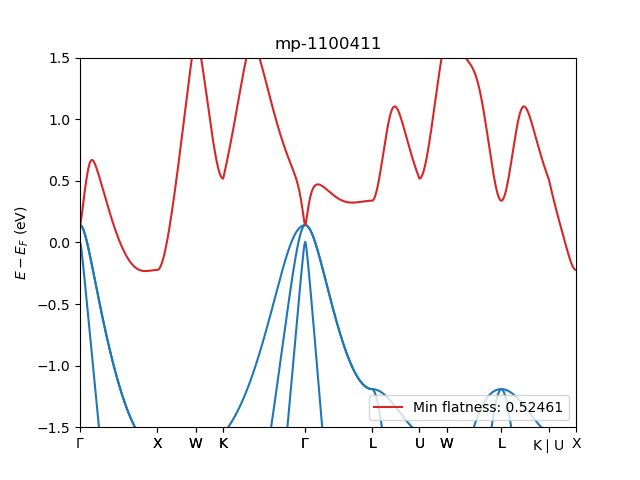 mp-1100411
E − E_F (eV)
1.5
1.0
0.5
0.0
−0.5
−1.0
−1.5
Min flatness: 0.52461
Γ X W K Γ L U W L K | U X